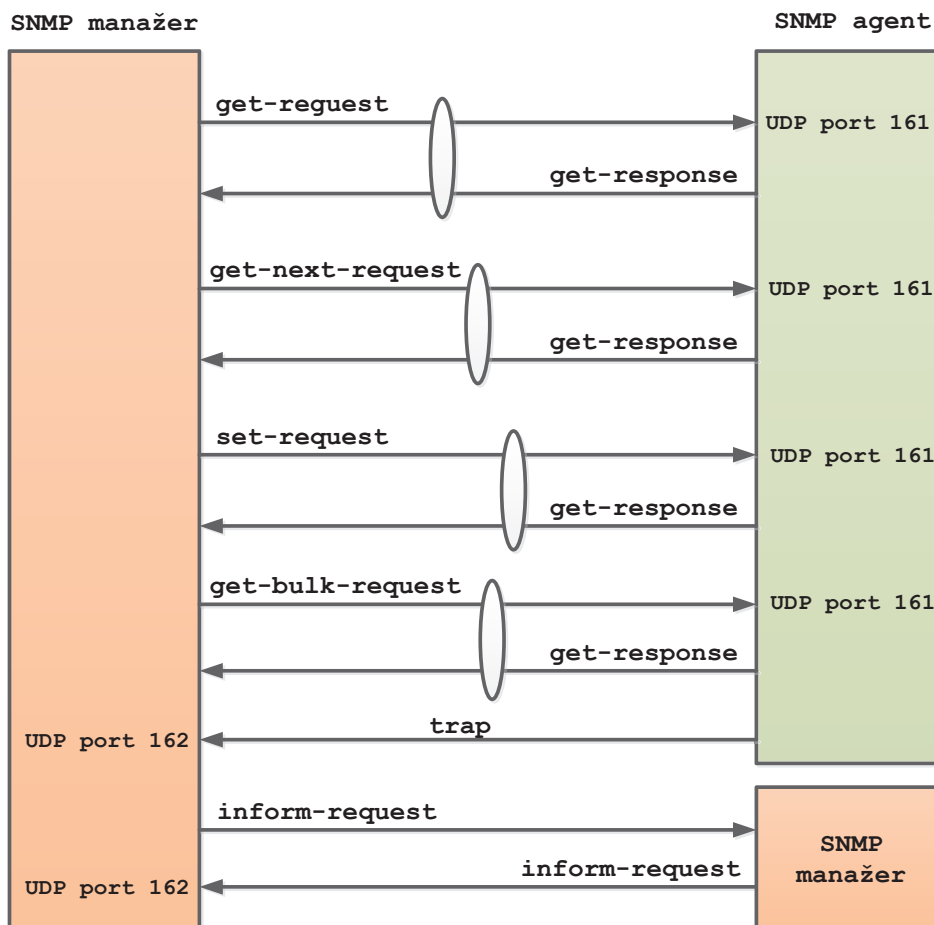 SNMP manažer
SNMP agent
get-reguest
UDP port 161
get-response
get-next-request
UDP port 161
get-response
set-request
UDP port 161
get-response
get-bulk-request
UDP port 161
get-response
trap
UDP port 162
inform-request
SNMP
manažer
inform-request
UDP port 162